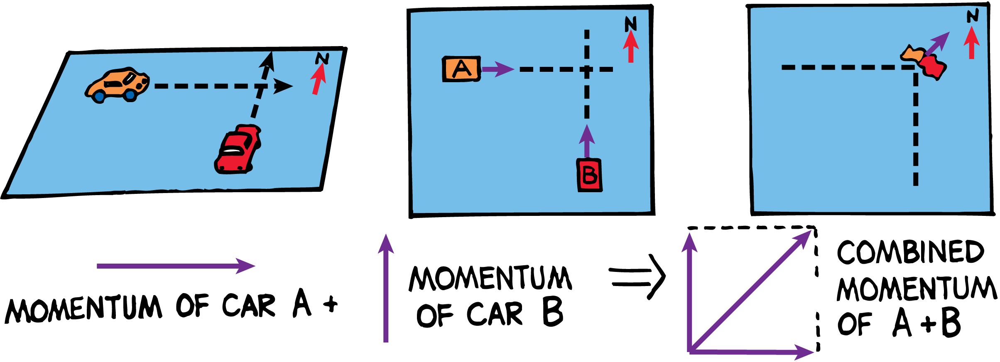 N
A
N
B
N
MOMENTUM OF CAR A +
MOMENTUM
OF CAR B
COMBINED
MOMENTUM
OF A + B